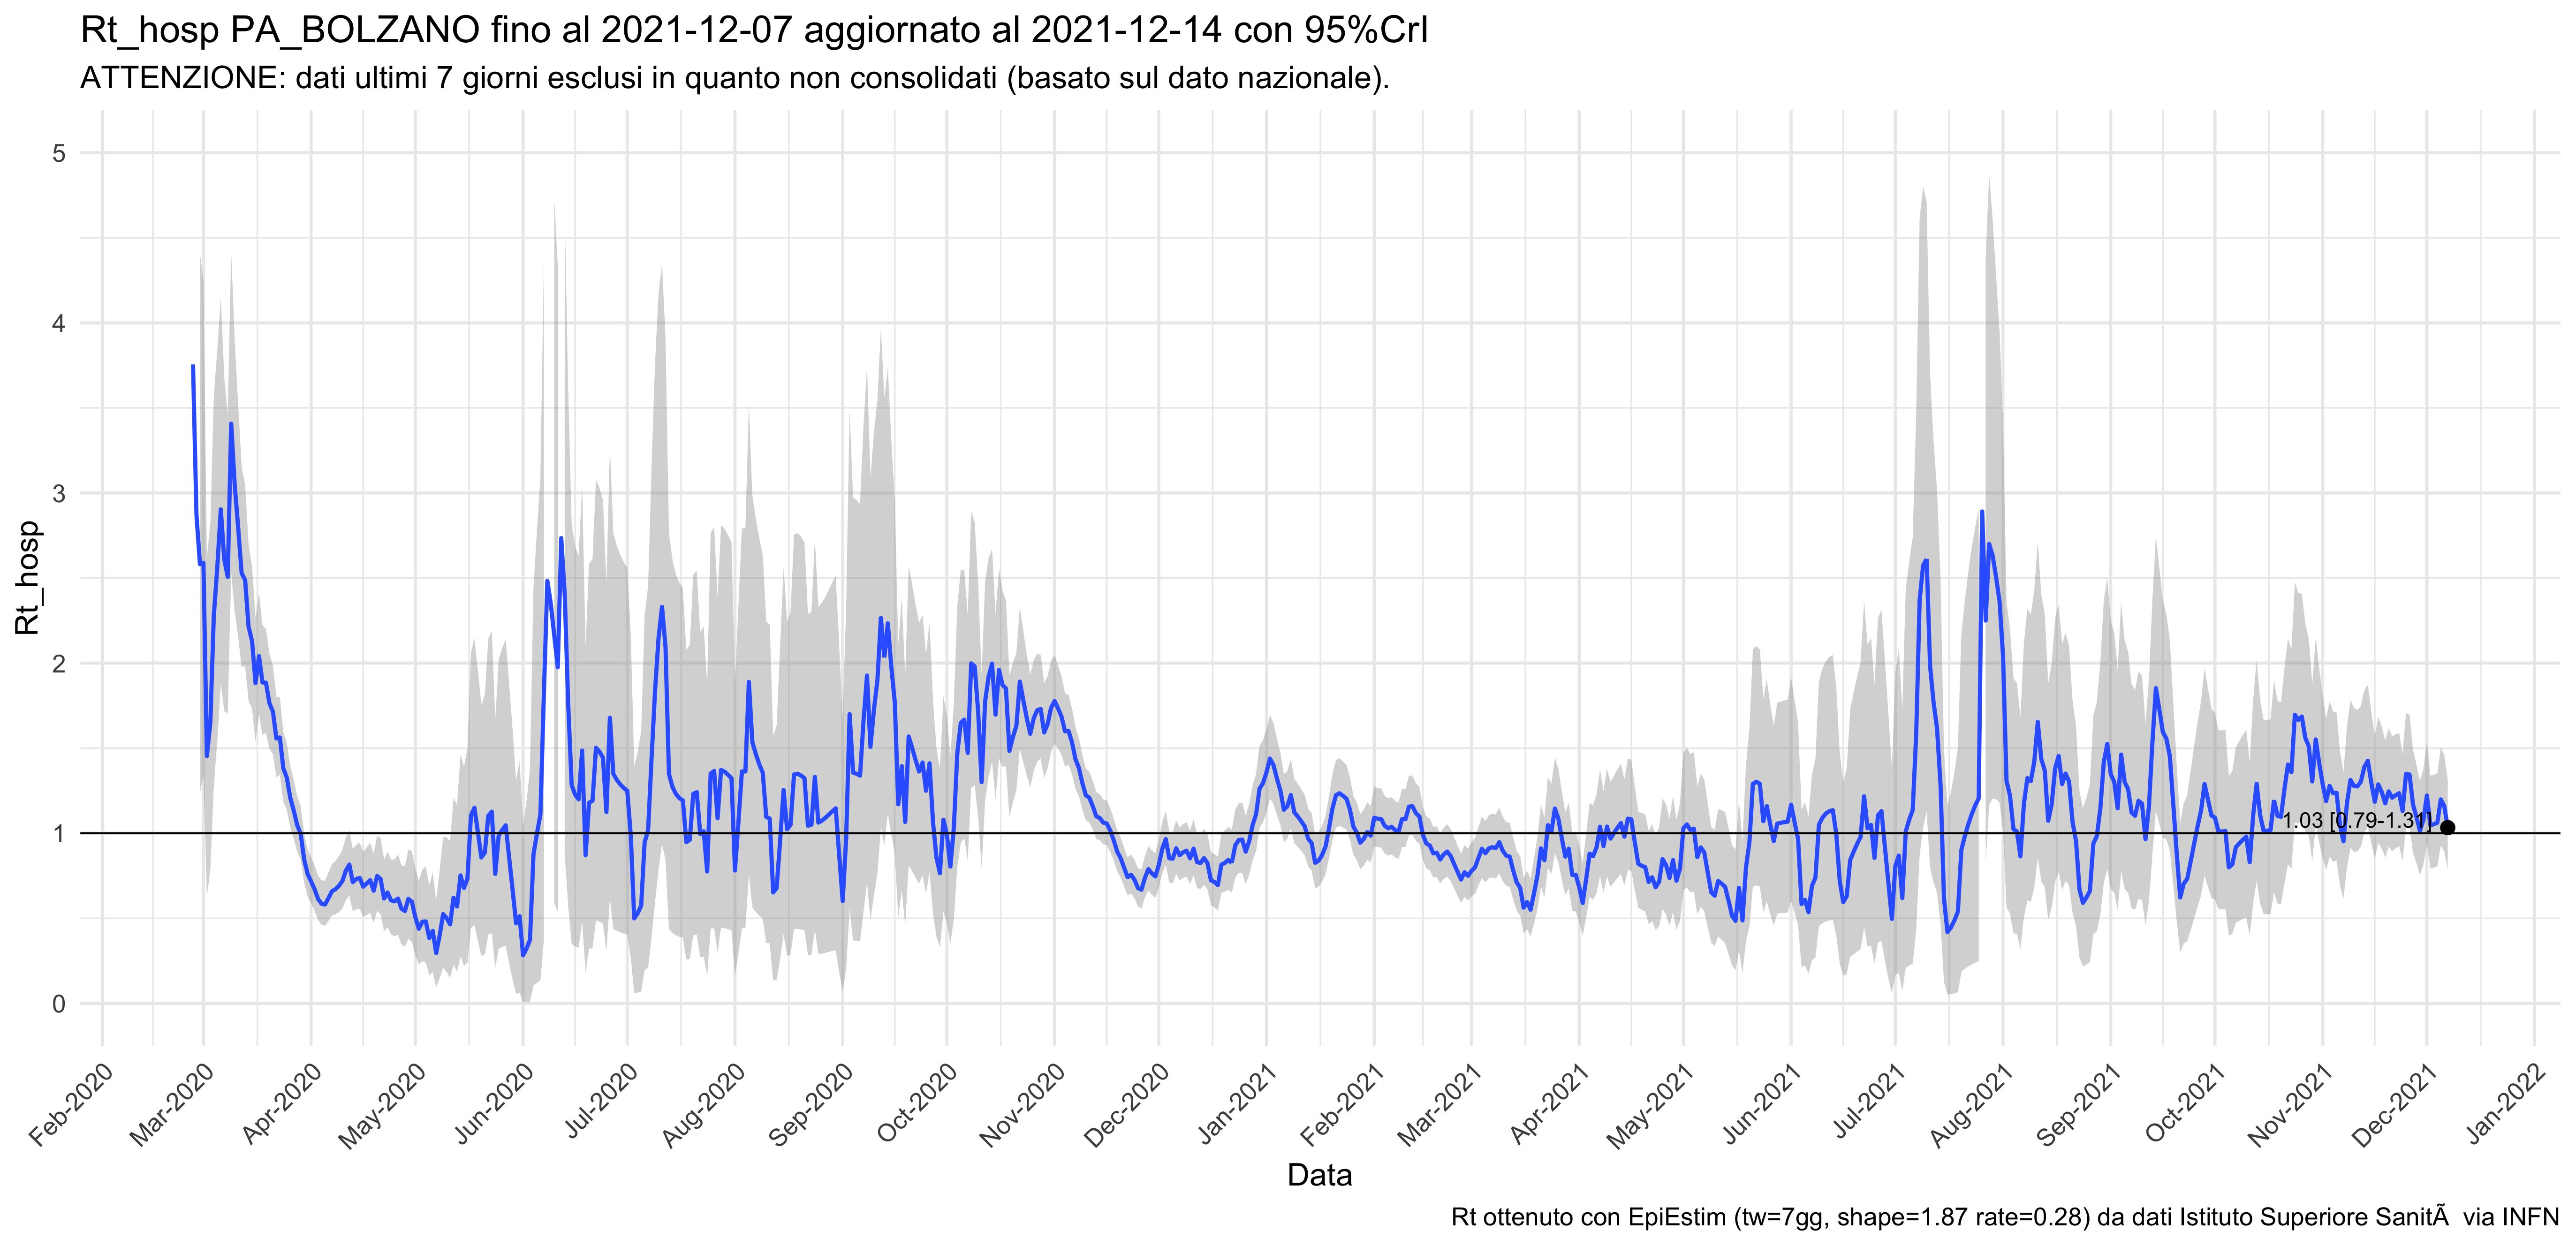 Rt_hosp PA_BOLZANO fino al 2021-12-07 aggiornato al 2021-12-14 con 95%CrI
ATTENZIONE: dati ultimi 7 giorni esclusi in quanto non consolidati (basato sul dato nazionale).
5
4
3
2
1
0
Rt_hosp
1.03 [0.79-1.31]
Feb-2020
Mar-2020
Apr-2020
May-2020
Jun-2020
Jul-2020
Aug-2020
Sep-2020
Oct-2020
Nov-2020
Dec-2020
Jan-2021
Feb-2021
Mar-2021
Apr-2021
May-2021
Jun-2021
Jul-2021
Aug-2021
Sep-2021
Oct-2021
Nov-2021
Dec-2021
Jan-2022
Data
Rt ottenuto con EpiEstim (tw=7gg, shape=1.87 rate=0.28) da dati Istituto Superiore SanitÃ  via INFN